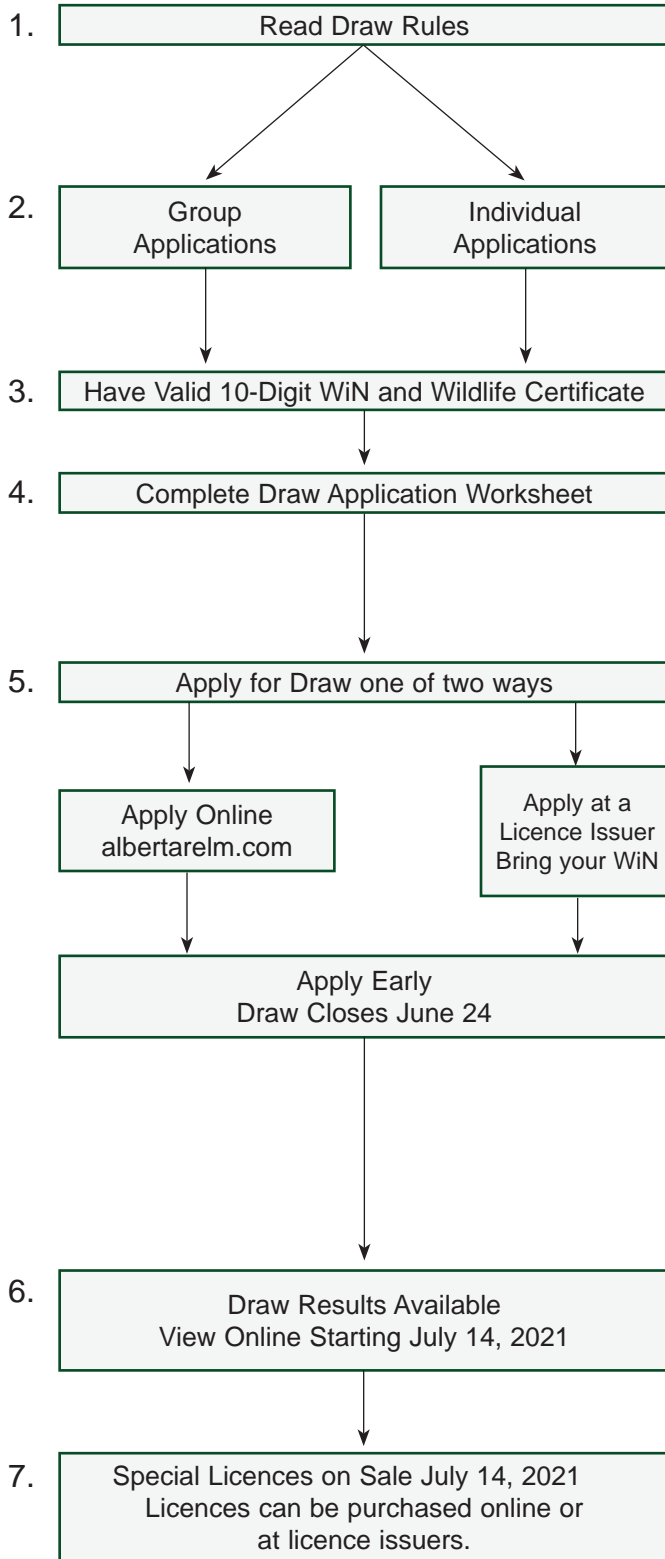 1.
Read Draw Rules
2.
Group
Applications
Individual
Applications
3.
Have Valid 10-Digit WiN and Wildlife Certificate
4.
Complete Draw Application Worksheet
5.
Apply for Draw one of two ways
Apply Online
albertarelm.com
Apply at a
Licence Issuer
Bring your WiN
Apply Early
Draw Closes June 24
6.
Draw Results Available
View Online Starting July 14, 2021
7.
Special Licences on Sale July 14, 2021
Licences can be purchased online or
at licence issuers.